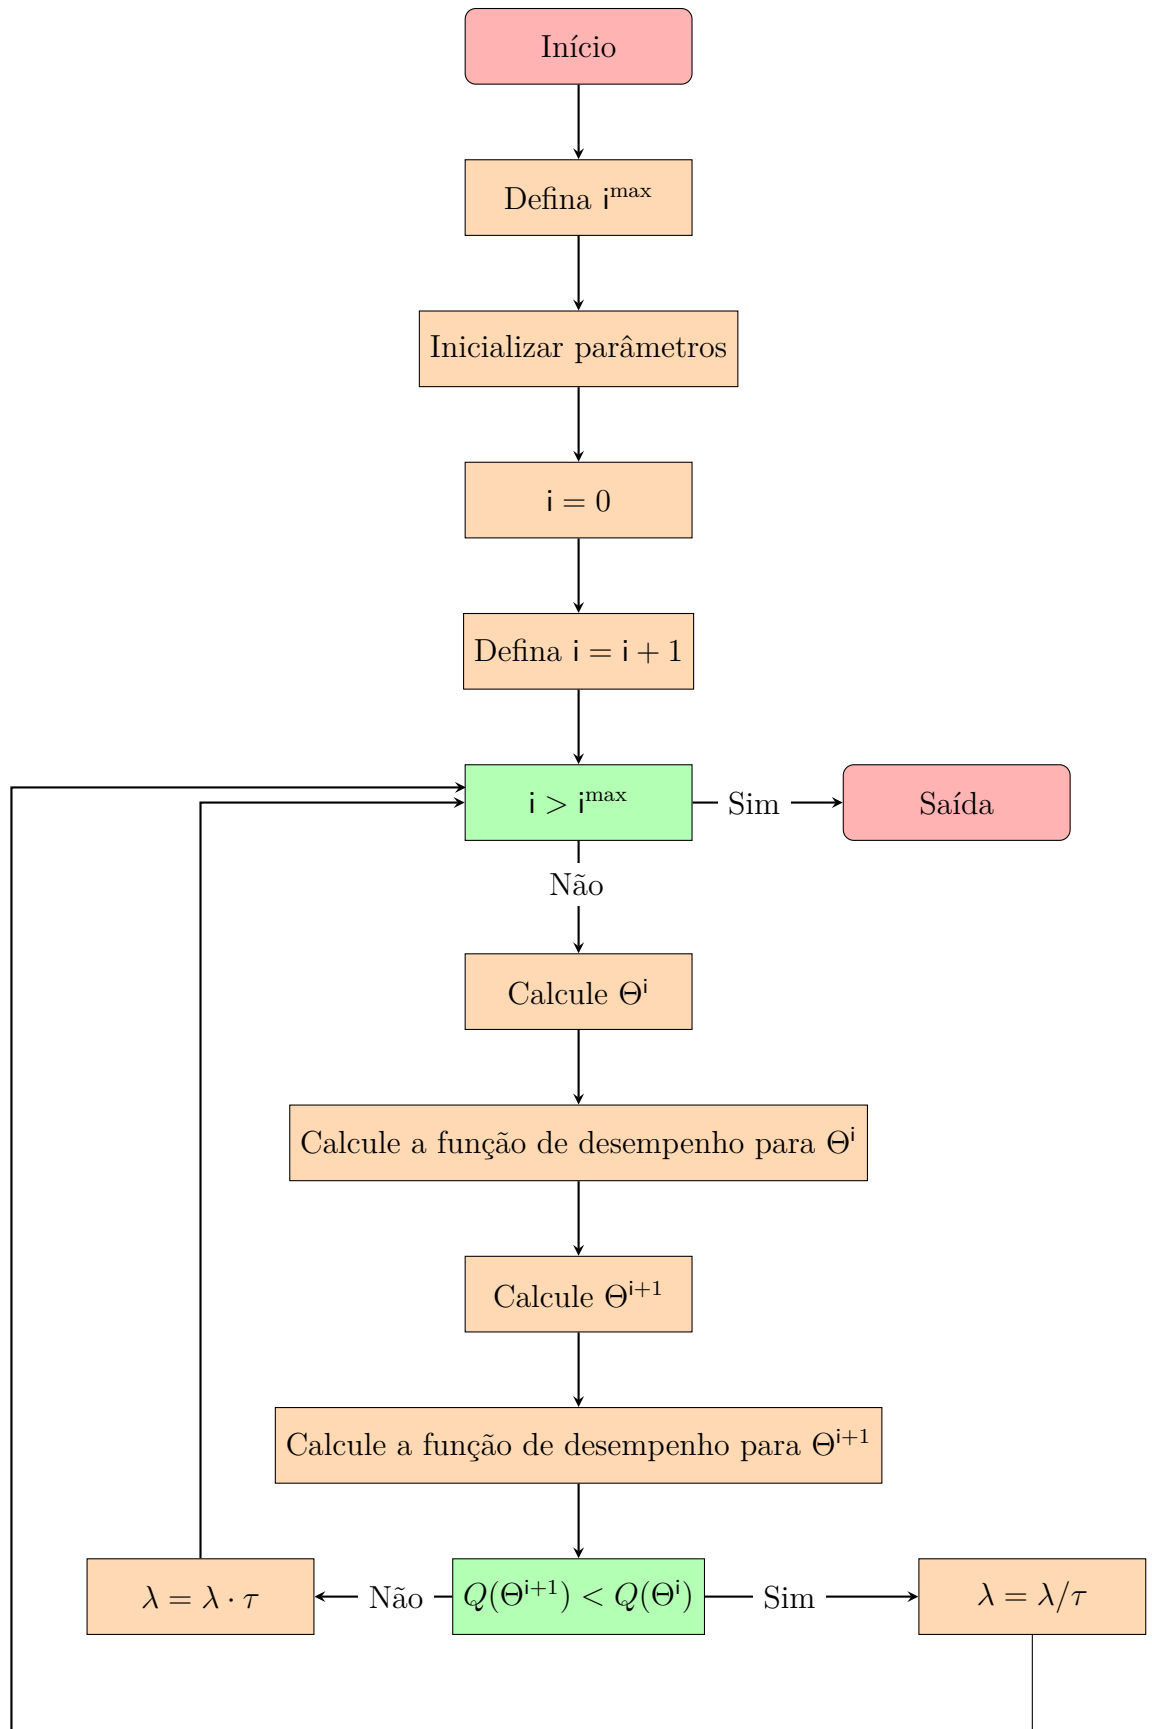 Início
Defina i^max
Inicializar parâmetros
i = 0
Defina i = i + 1
i > i^max
Sim
Saída
Não
Calcule Θ^i
Calcule a função de desempenho para Θ^i
Calcule Θ^{i+1}
Calcule a função de desempenho para Θ^{i+1}
λ = λ · τ
Não
Q(Θ^{i+1}) < Q(Θ^i)
Sim
λ = λ/τ